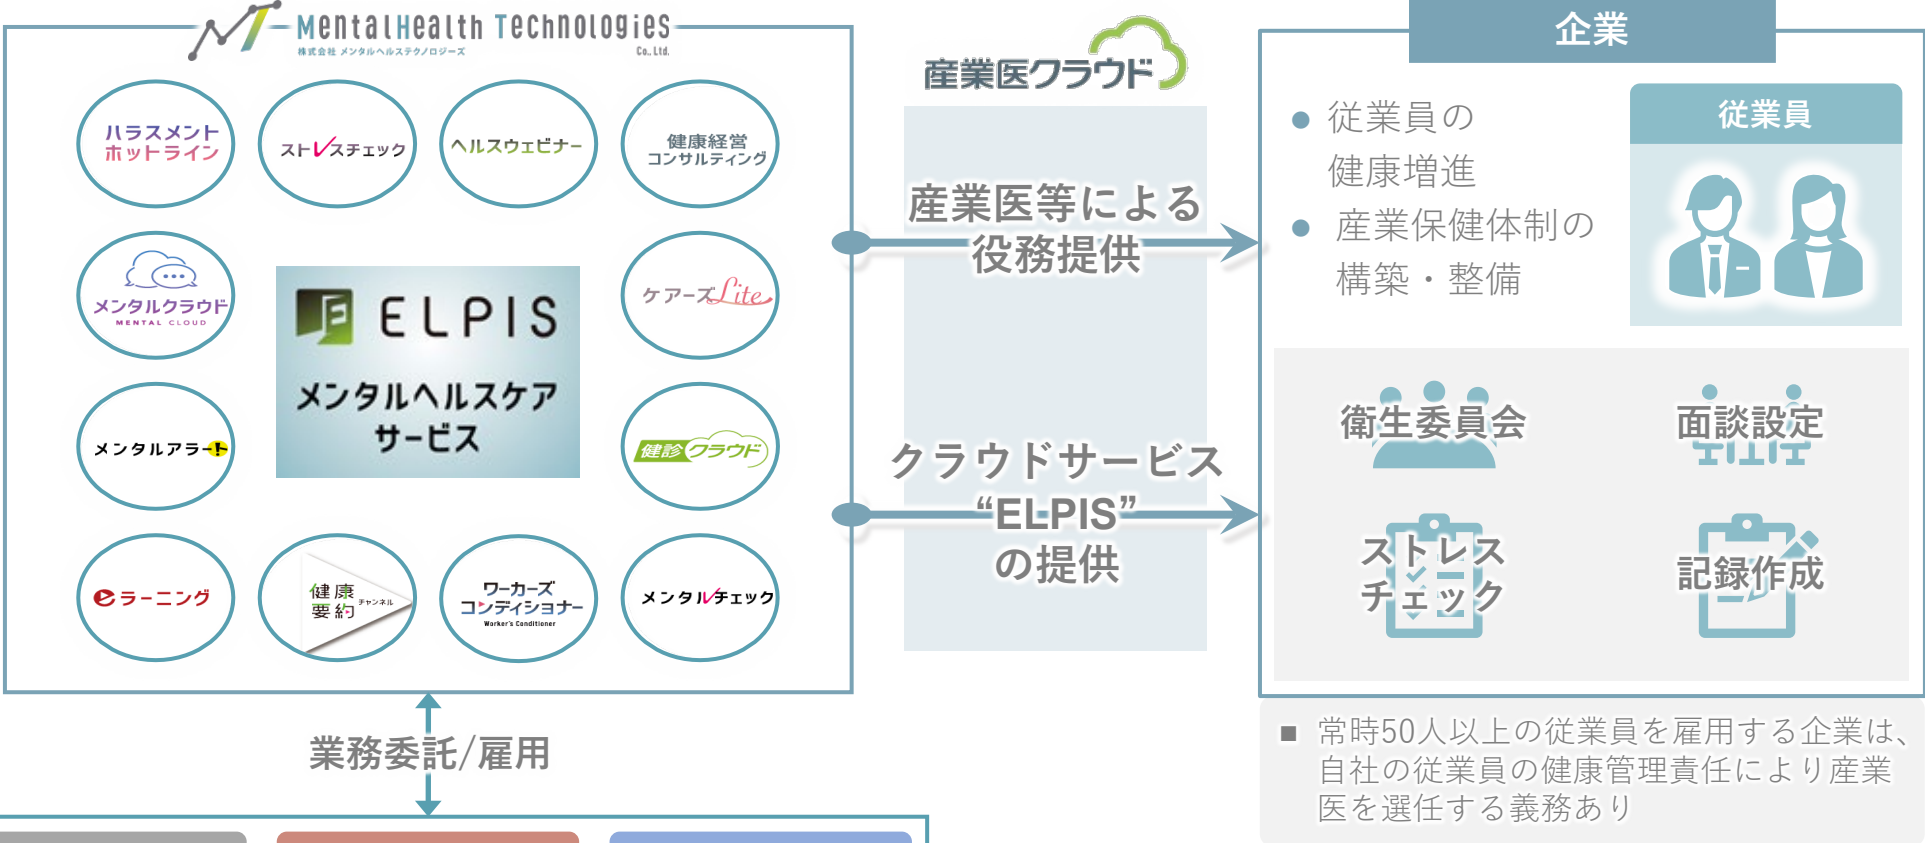 MentalHealth Technologies
株式会社 メンタルヘルステクノロジーズ
Co., Ltd.
ハラスメント
ホットライン
ストレスチェック
ヘルスウェビナー
健康経営
コンサルティング
メンタルクラウド
MENTAL CLOUD
ELPIS
メンタルヘルスケア
サービス
ケアーズLite
メンタルアラート
健診クラウド
eラーニング
健康
要約
チャンネル
ワーカーズ
コンディショナー
Worker's Conditioner
メンタルチェック
業務委託/雇用
産業医クラウド
産業医等による
役務提供
クラウドサービス
“ELPIS”
の提供
企業
● 従業員の
健康増進
● 産業保健体制の
構築・整備
従業員
衛生委員会
面談設定
ストレス
チェック
記録作成
■ 常時50人以上の従業員を雇用する企業は、
自社の従業員の健康管理責任により産業
医を選任する義務あり